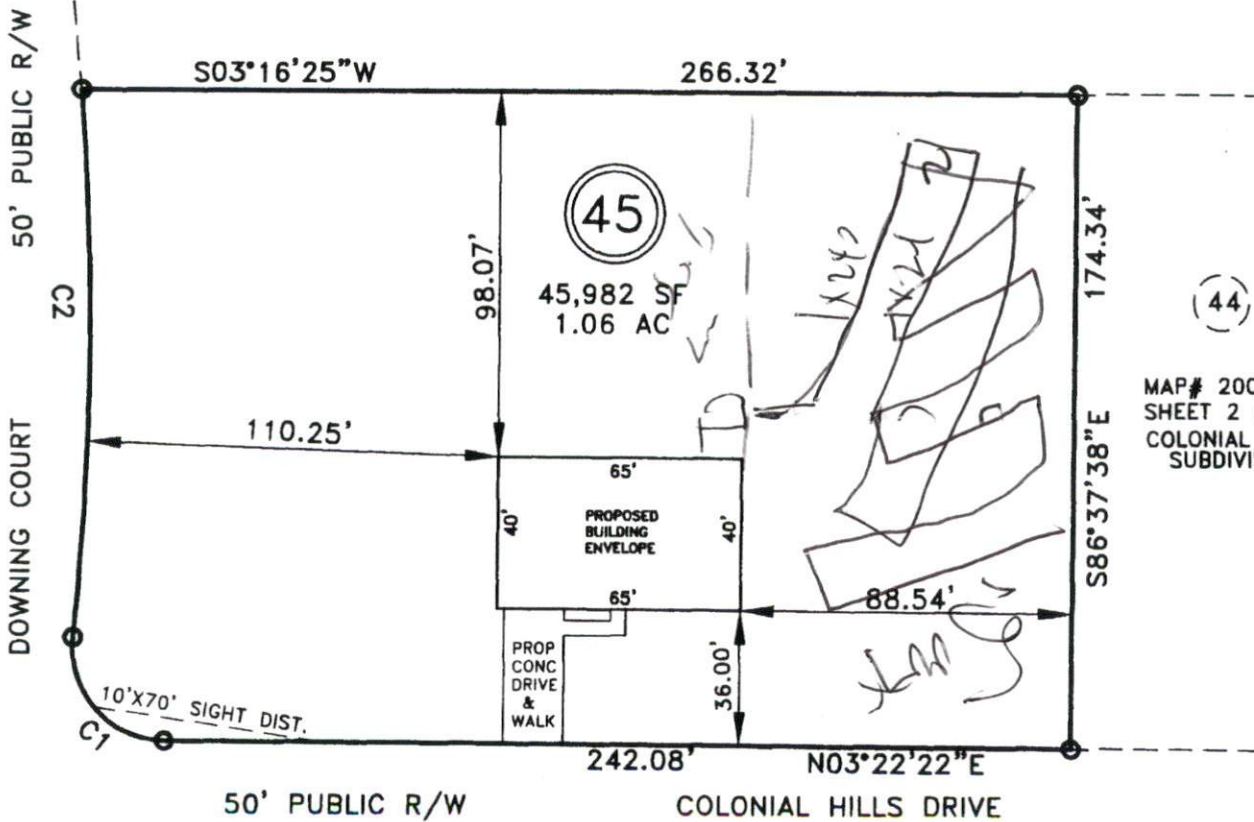 50' PUBLIC R/W
S03°16'25"W
266.32'
45
45,982 SF
1.06 AC
98.07'
174.34'
44
C2
MAP# 200
SHEET 2
COLONIAL
SUBDIVI
110.25'
S86°37'38"E
DOWNING COURT
65'
40'
PROPOSED
BUILDING
ENVELOPE
40'
65'
88.54'
36.00'
PROP
CONC
DRIVE
&
WALK
10'X70' SIGHT DIST.
C1
242.08'
N03°22'22"E
50' PUBLIC R/W
COLONIAL HILLS DRIVE